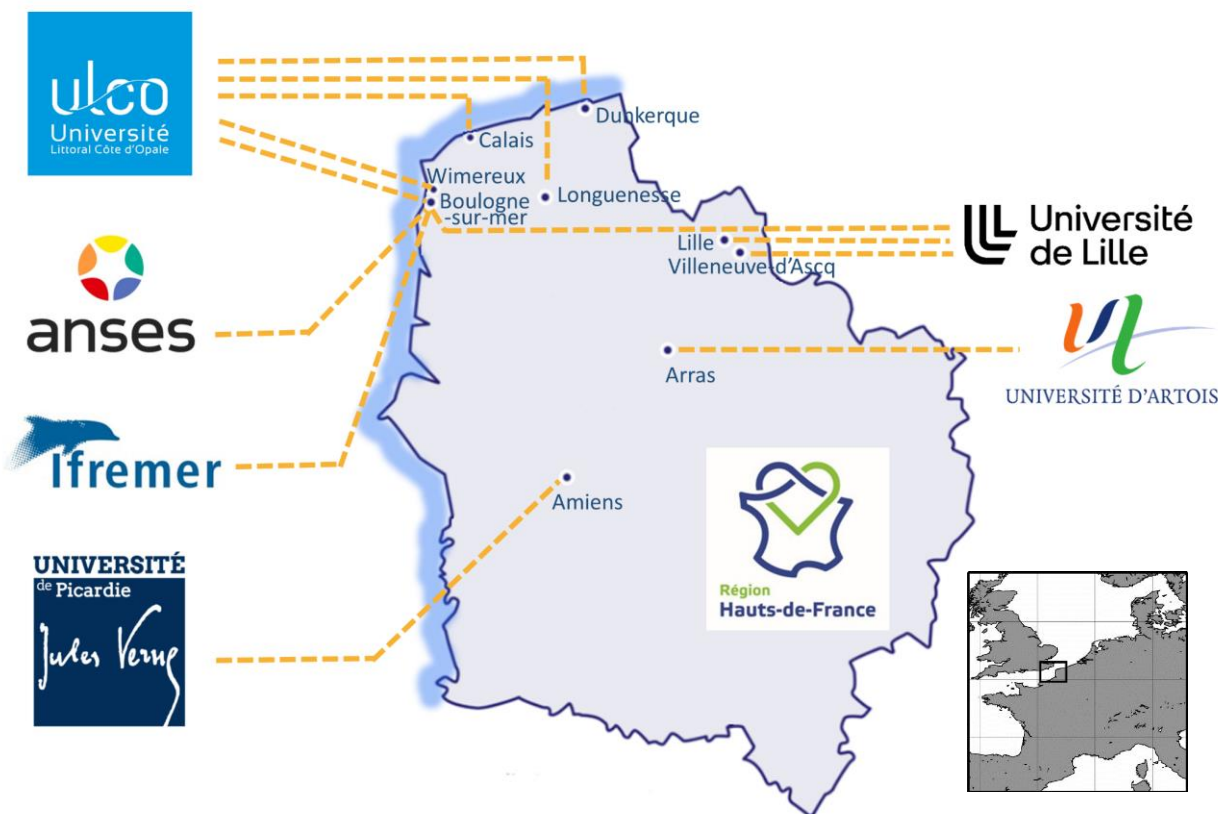 ulco
Université
Littoral Côte d'Opale
Dunkerque
Calais
Wimereux
Boulogne
-sur-mer
Longuenesse
Lille
Villeneuve-d'Ascq
Université
de Lille
anses
Arras
UNIVERSITÉ D'ARTOIS
Ifremer
Amiens
Région
Hauts-de-France
UNIVERSITÉ
de Picardie
Jules Verne